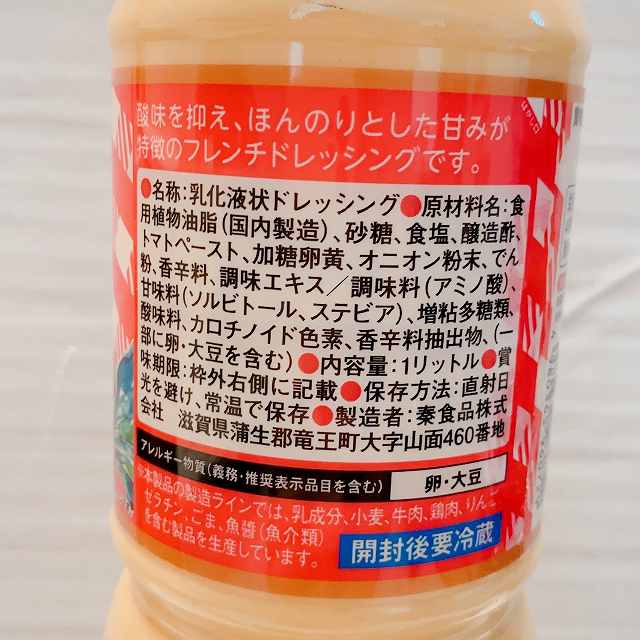 酸味を抑え、ほんのりとした甘みが
特徴のフレンチドレッシングです。
●名称:乳化液状ドレッシング●原材料名:食
用植物油脂(国内製造)、砂糖、食塩、醸造酢、
トマトペースト、加糖卵黄、オニオン粉末、でん
粉、香辛料、調味エキス/調味料(アミノ酸)、
甘味料(ソルビトール、ステビア)、増粘多糖類、
酸味料、カロチノイド色素、香辛料抽出物、(一
部に卵・大豆を含む)●内容量:1リットル●賞
味期限:枠外右側に記載●保存方法:直射日
光を避け、常温で保存●製造者:秦食品株式
会社 滋賀県蒲生郡竜王町大字山面460番地
アレルギー物質(義務・推奨表示品目を含む) 卵・大豆
※本製品の製造ラインでは、乳成分、小麦、牛肉、鶏肉、りんご、
ゼラチン、ごま、魚醤(魚介類)
を含む製品を生産しています。
開封後要冷蔵